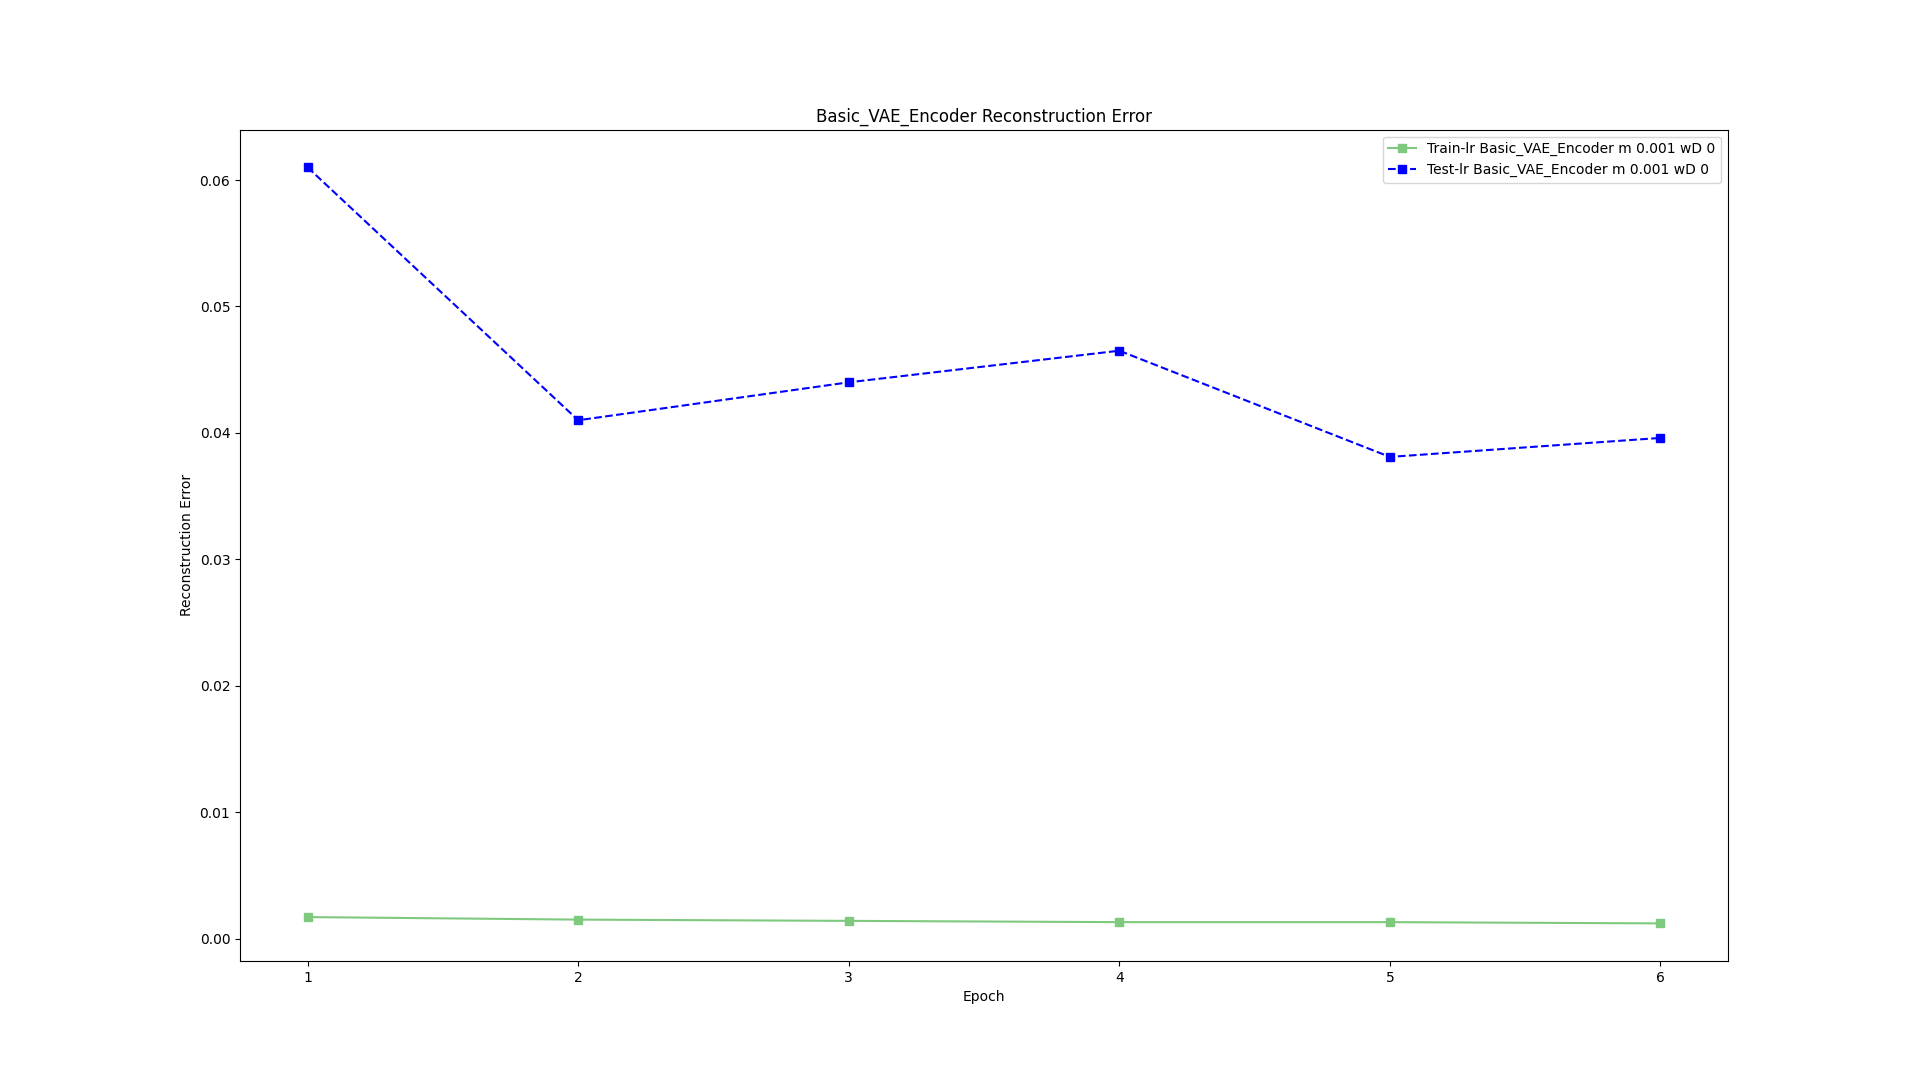 Basic_VAE_Encoder Reconstruction Error
Train-lr Basic_VAE_Encoder m 0.001 wD 0
Test-lr Basic_VAE_Encoder m 0.001 wD 0
0.06
0.05
0.04
0.03
0.02
0.01
0.00
Reconstruction Error
1 2 3 4 5 6
Epoch